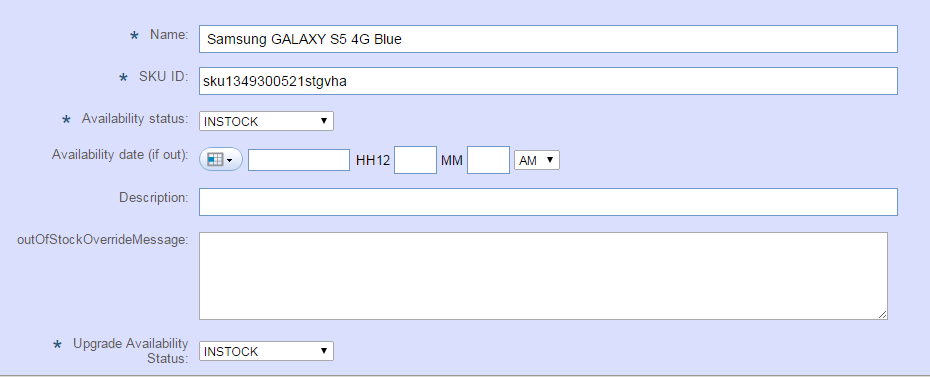 * Name: Samsung GALAXY S5 4G Blue
* SKU ID: sku1349300521stgvha
* Availability status: INSTOCK
Availability date (if out): HH12 MM AM
Description:
outOfStockOverrideMessage:
* Upgrade Availability
Status: INSTOCK